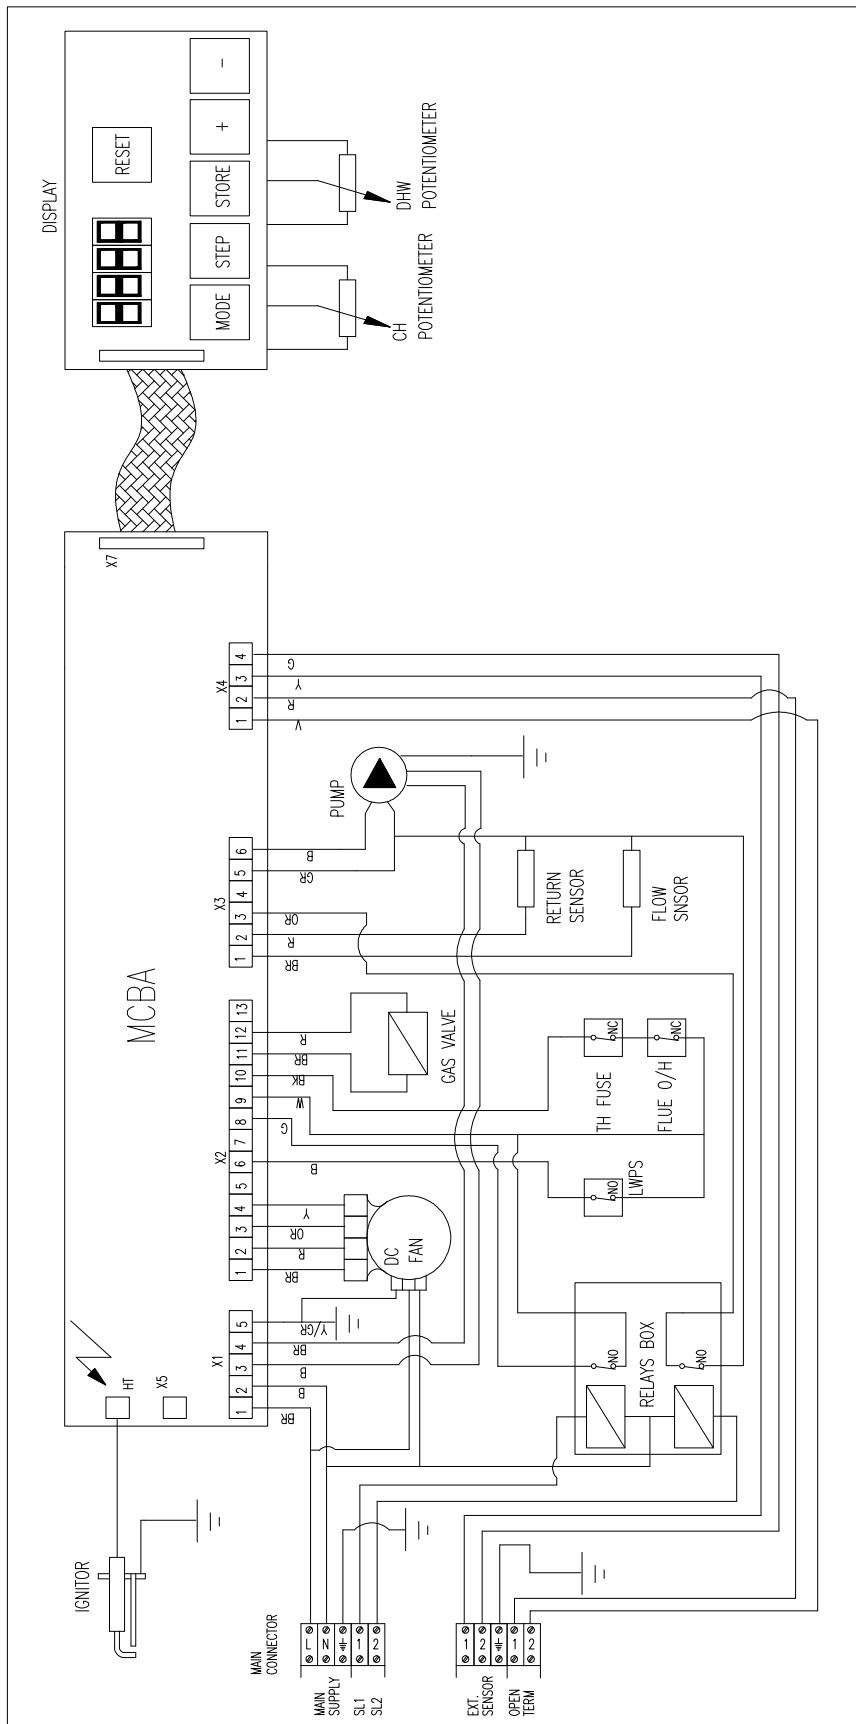 DISPLAY
RESET
MODE
STEP
STORE
+
-
CH
POTENTIOMETER
DHW
POTENTIOMETER
X7
MCBA
HT
X5
IGNITOR
X1
1 2 3 4 5
BR B B BR Y/GR
X2
1 2 3 4 5 6 7 8 9 10 11 12 13
BR R OR Y B G W BK BR R
X3
1 2 3 4 5 6
BR R OR GR B
X4
1 2 3 4
V R Y G
DC
FAN
GAS VALVE
PUMP
RETURN
SENSOR
FLOW
SNSOR
TH FUSE
NC
FLUE O/H
NC
LWPS
NO
RELAYS BOX
NO
NO
MAIN
CONNECTOR
MAIN
SUPPLY
L
N
SL1
1
SL2
2
EXT.
SENSOR
1
2
OPEN
TERM
1
2